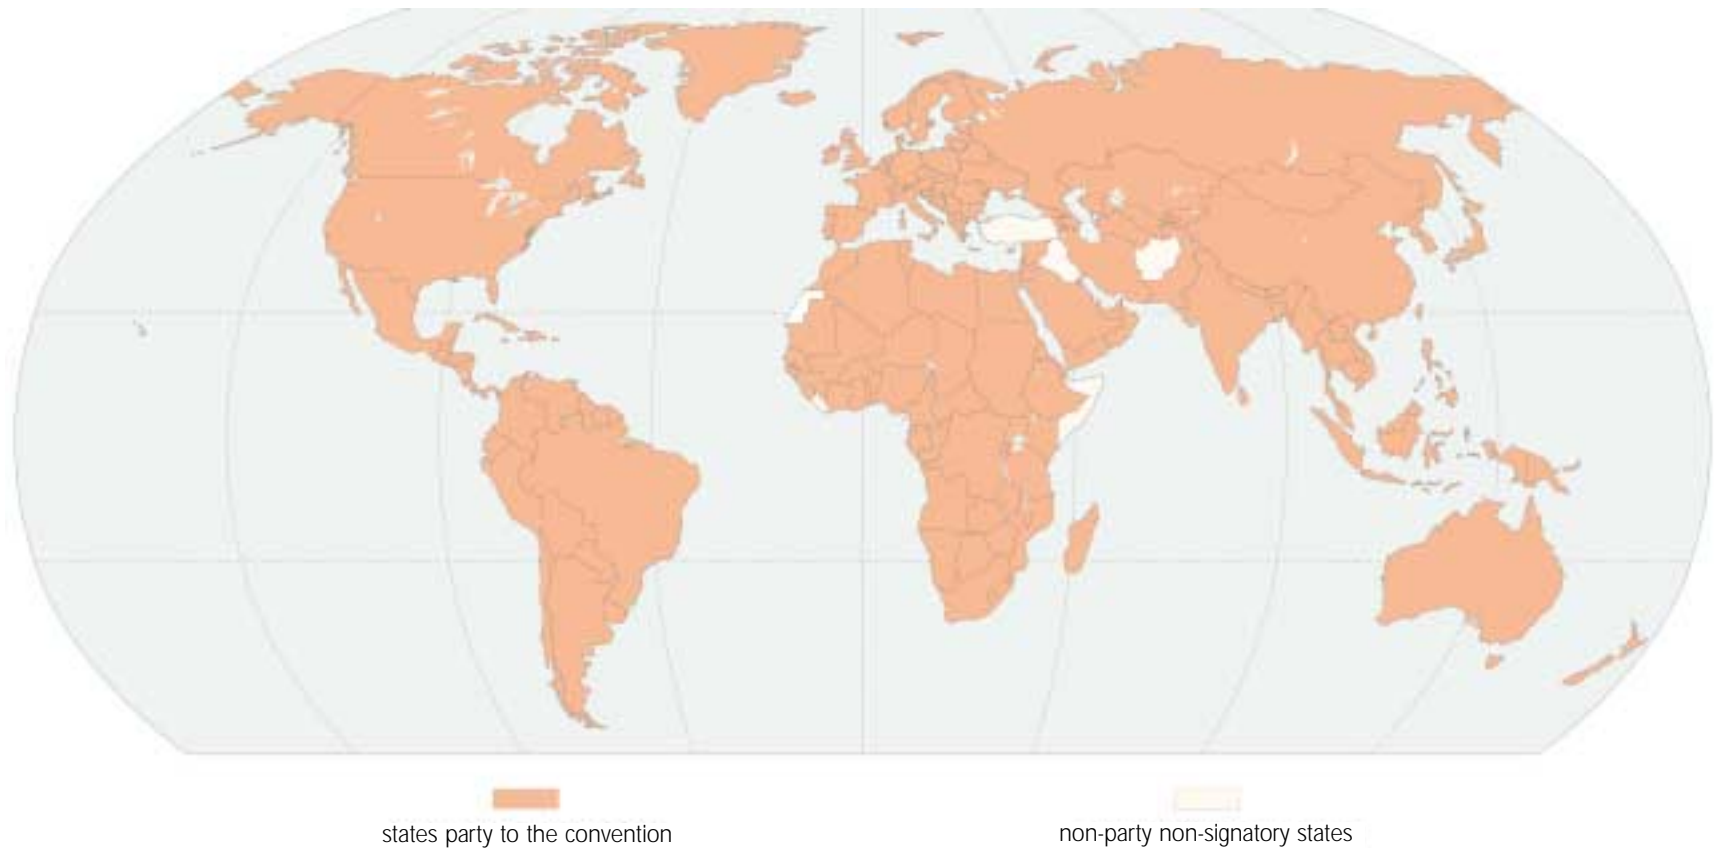 states party to the convention
non-party non-signatory states